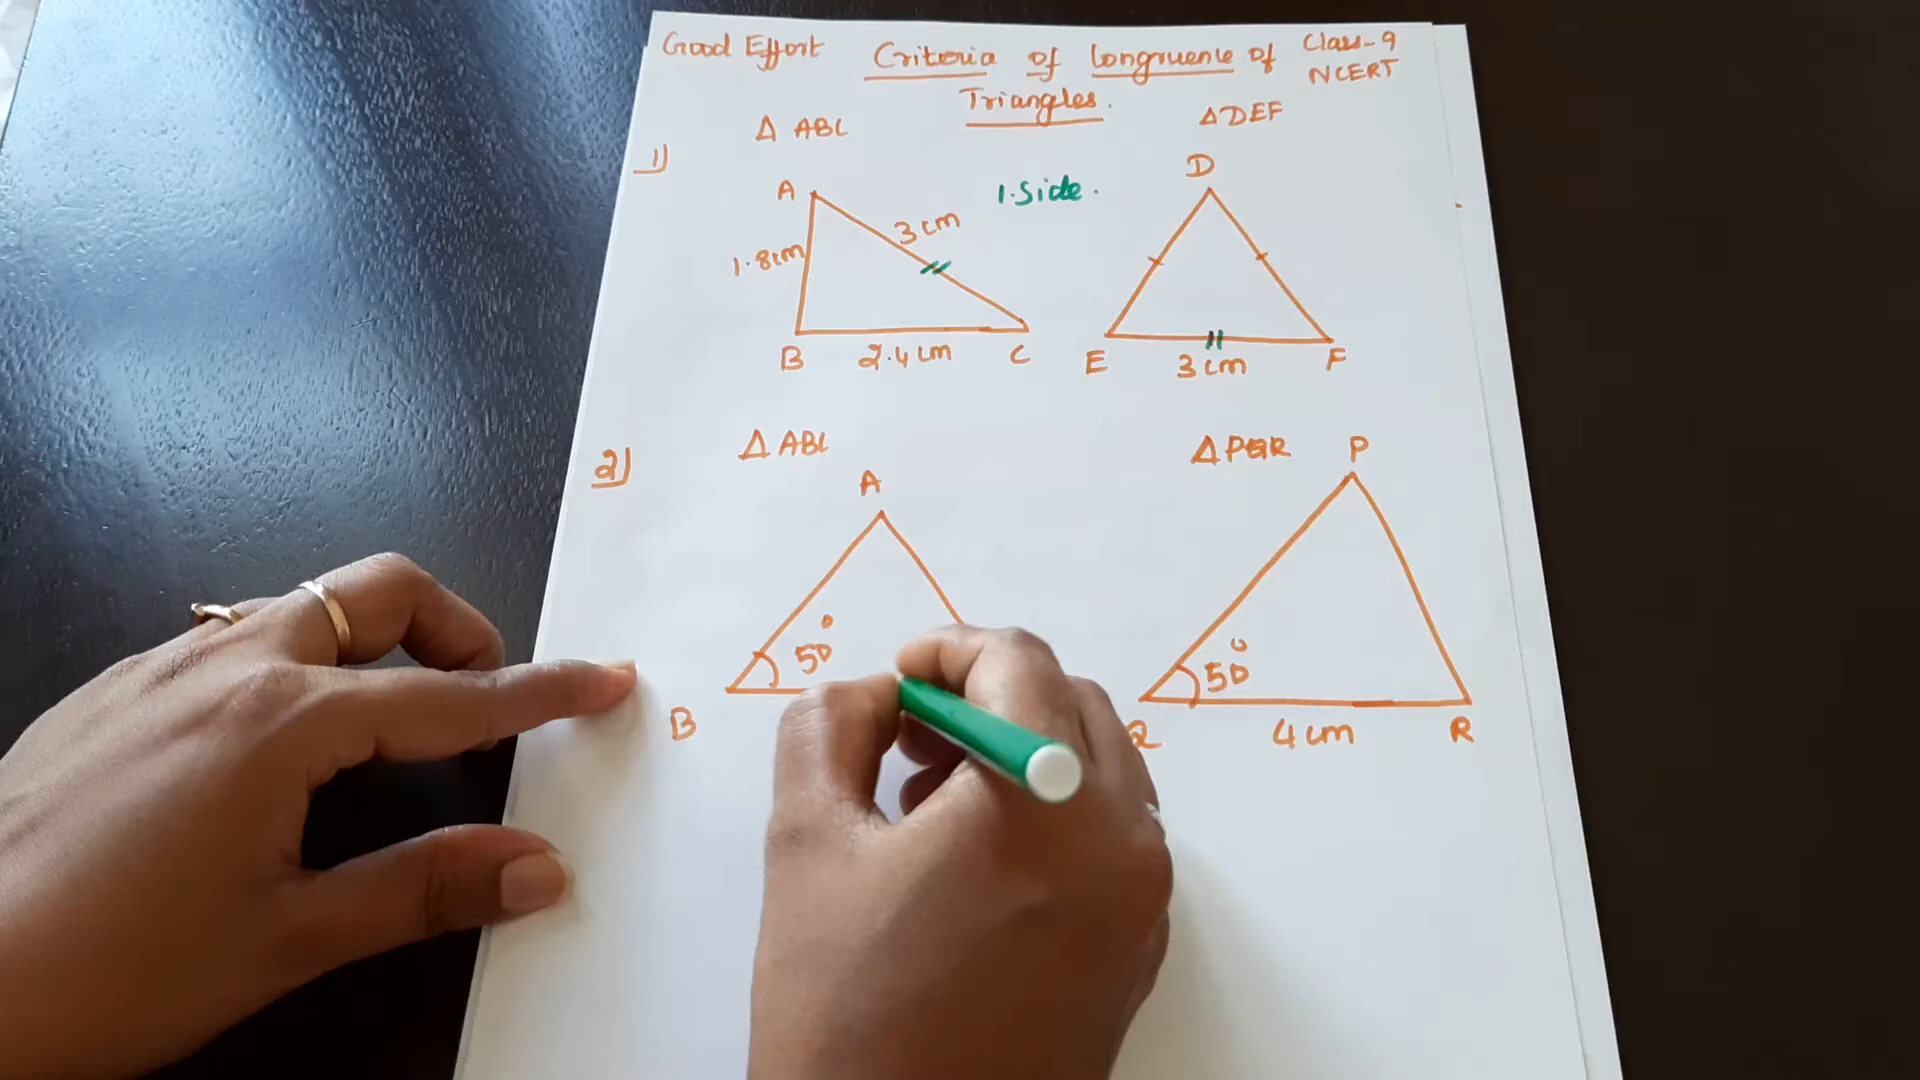 Good Effort Criteria of Congruence of Class-9
Triangles. NCERT
Δ ABC Δ DEF
1)
A 1.Side. D
3cm
1.8cm
B 2.4cm C E 3cm F
2) Δ ABC Δ PQR P
A
50° 50°
B Q 4cm R